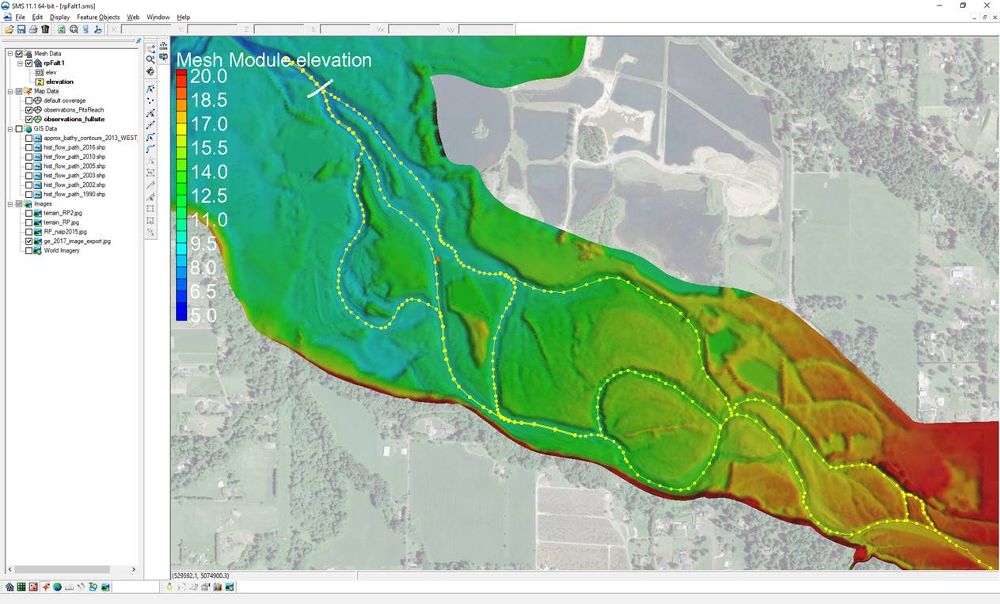 SMS 11.1 64-bit - [rpFalt1.sms]
File Edit Display Feature Objects Web Window Help
X: Y: Z: S: Vx: Vy:
Mesh Data
rpFalt1
elev
elevation
Map Data
default coverage
observations_PitsReach
observations_fullsite
GIS Data
approx_bathy_contours_2013_WEST_
hist_flow_path_2016.shp
hist_flow_path_2010.shp
hist_flow_path_2005.shp
hist_flow_path_2003.shp
hist_flow_path_2002.shp
hist_flow_path_1990.shp
Images
terrain_RP2.jpg
terrain_RP.jpg
RP_naip2015.jpg
ge_2017_image_export.jpg
World Imagery
Mesh Module elevation
20.0
18.5
17.0
15.5
14.0
12.5
11.0
9.5
8.0
6.5
5.0
(529592.1, 5074900.3)